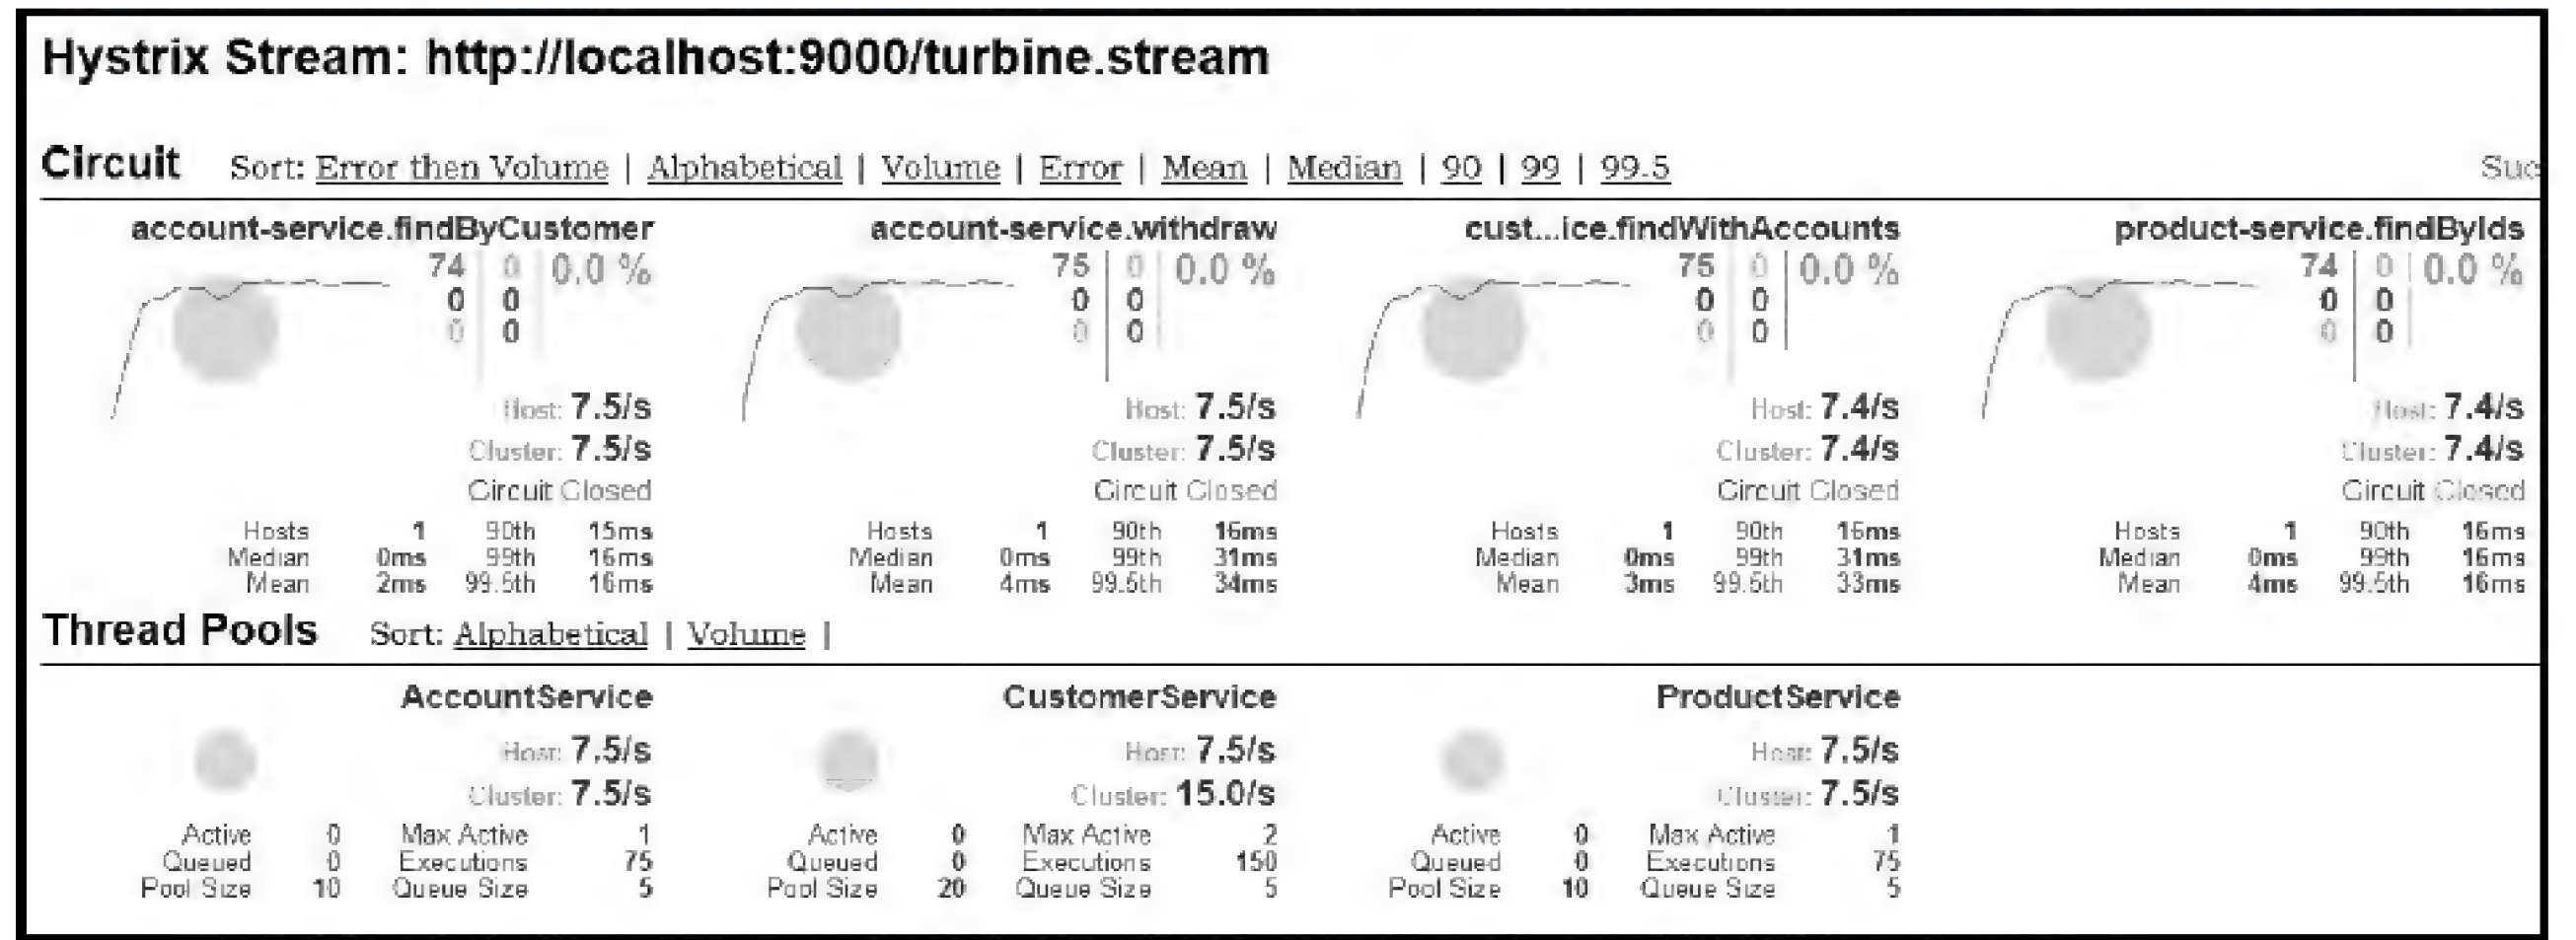 Hystrix Stream: http://localhost:9000/turbine.stream
Circuit Sort: Error then Volume | Alphabetical | Volume | Error | Mean | Median | 90 | 99 | 99.5 Suc
account-service.findByCustomer account-service.withdraw cust...ice.findWithAccounts product-service.findByIds
74 0 0.0 % 75 0 0.0 % 75 0 0.0 % 74 0 0.0 %
0 0 0 0 0 0 0 0
0 0 0 0 0 0 0 0
Host: 7.5/s Host: 7.5/s Host: 7.4/s Host: 7.4/s
Cluster: 7.5/s Cluster: 7.5/s Cluster: 7.4/s Cluster: 7.4/s
Circuit Closed Circuit Closed Circuit Closed Circuit Closed
Hosts 1 90th 15ms Hosts 1 90th 16ms Hosts 1 90th 16ms Hosts 1 90th 16ms
Median 0ms 99th 16ms Median 0ms 99th 31ms Median 0ms 99th 31ms Median 0ms 99th 16ms
Mean 2ms 99.5th 16ms Mean 4ms 99.5th 34ms Mean 3ms 99.5th 33ms Mean 4ms 99.5th 16ms
Thread Pools Sort: Alphabetical | Volume |
AccountService CustomerService ProductService
Host: 7.5/s Host: 7.5/s Host: 7.5/s
Cluster: 7.5/s Cluster: 15.0/s Cluster: 7.5/s
Active 0 Max Active 1 Active 0 Max Active 2 Active 0 Max Active 1
Queued 0 Executions 75 Queued 0 Executions 150 Queued 0 Executions 75
Pool Size 10 Queue Size 5 Pool Size 20 Queue Size 5 Pool Size 10 Queue Size 5